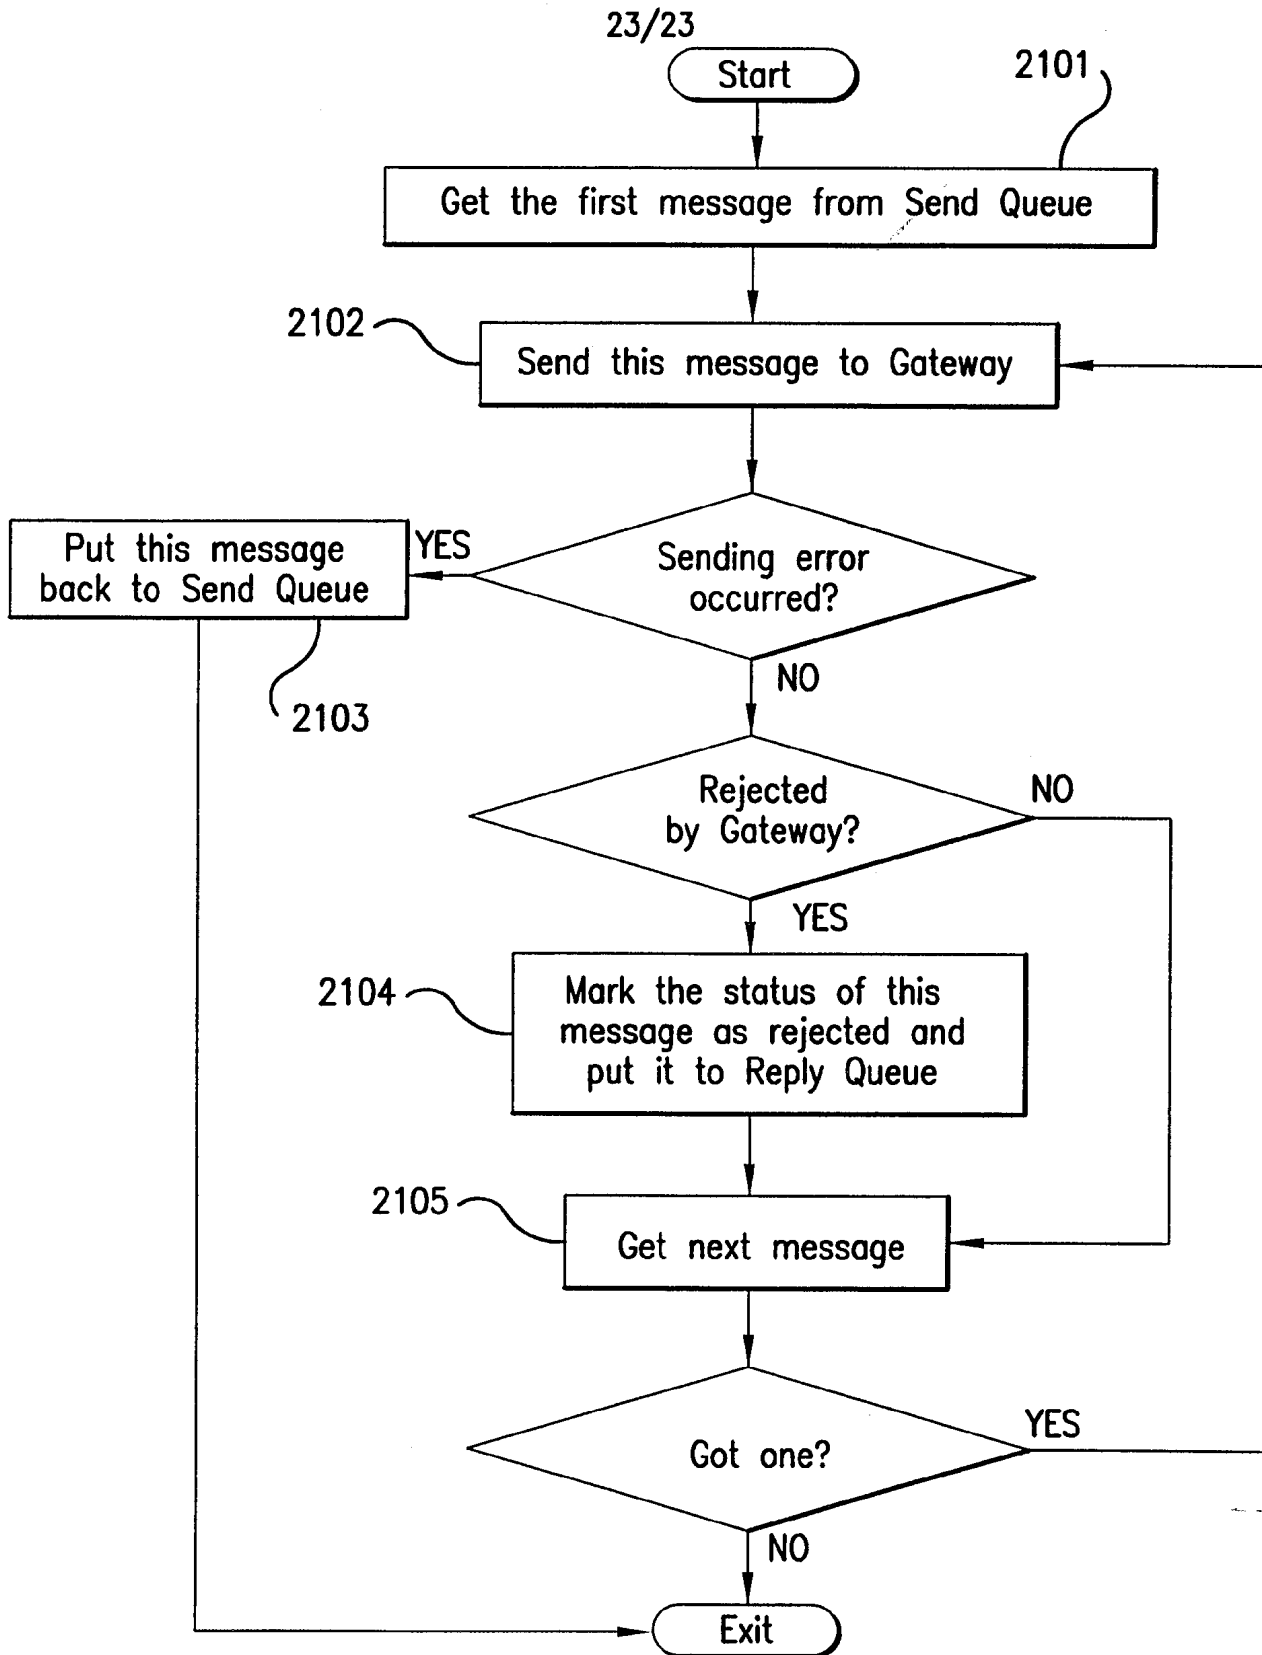 23/23
Start
2101
Get the first message from Send Queue
2102
Send this message to Gateway
Put this message
back to Send Queue
YES
Sending error
occurred?
2103
NO
Rejected
by Gateway?
NO
YES
2104
Mark the status of this
message as rejected and
put it to Reply Queue
2105
Get next message
Got one?
YES
NO
Exit